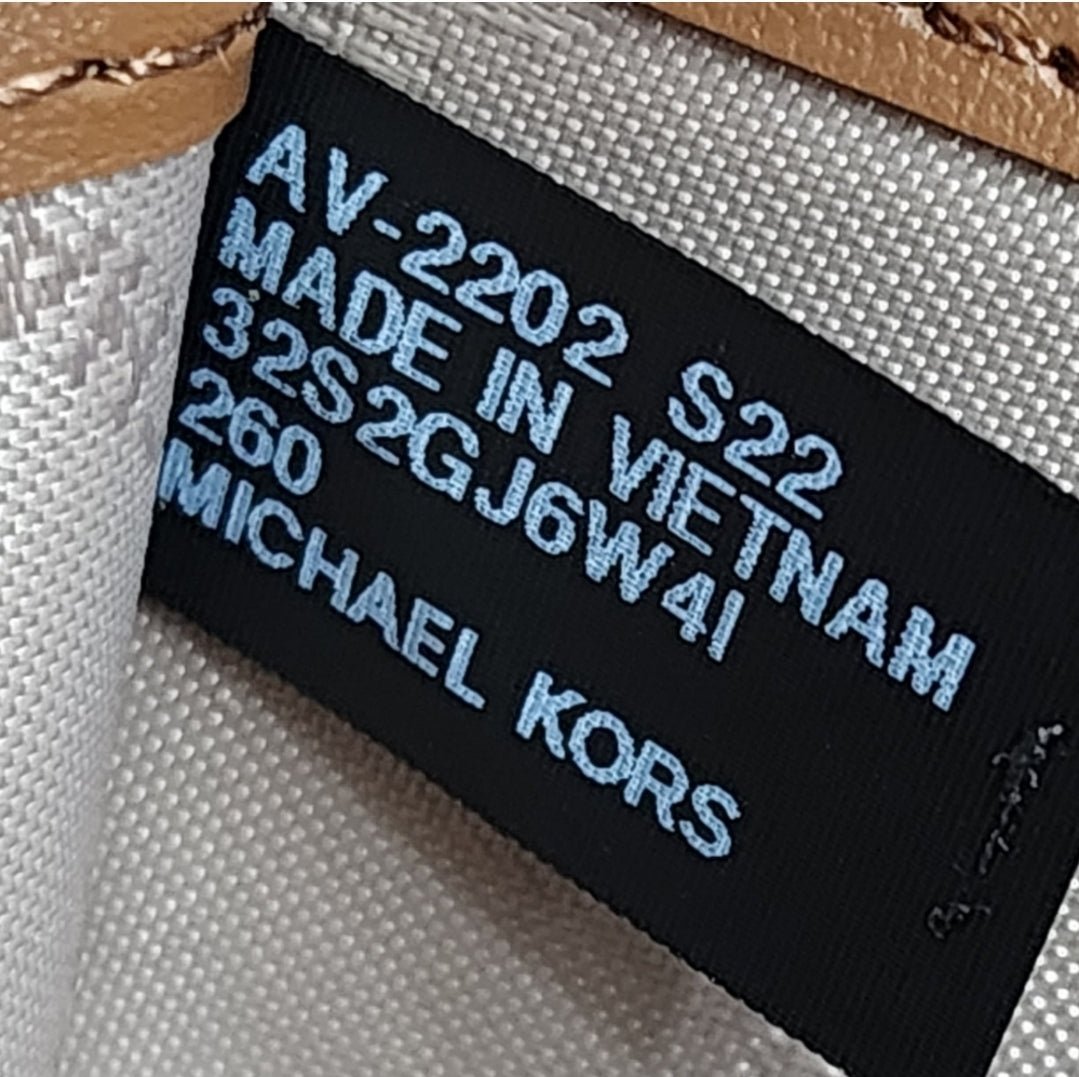 AV-2202 S22
MADE IN VIETNAM
32S2GJ6W4I
260
MICHAEL KORS